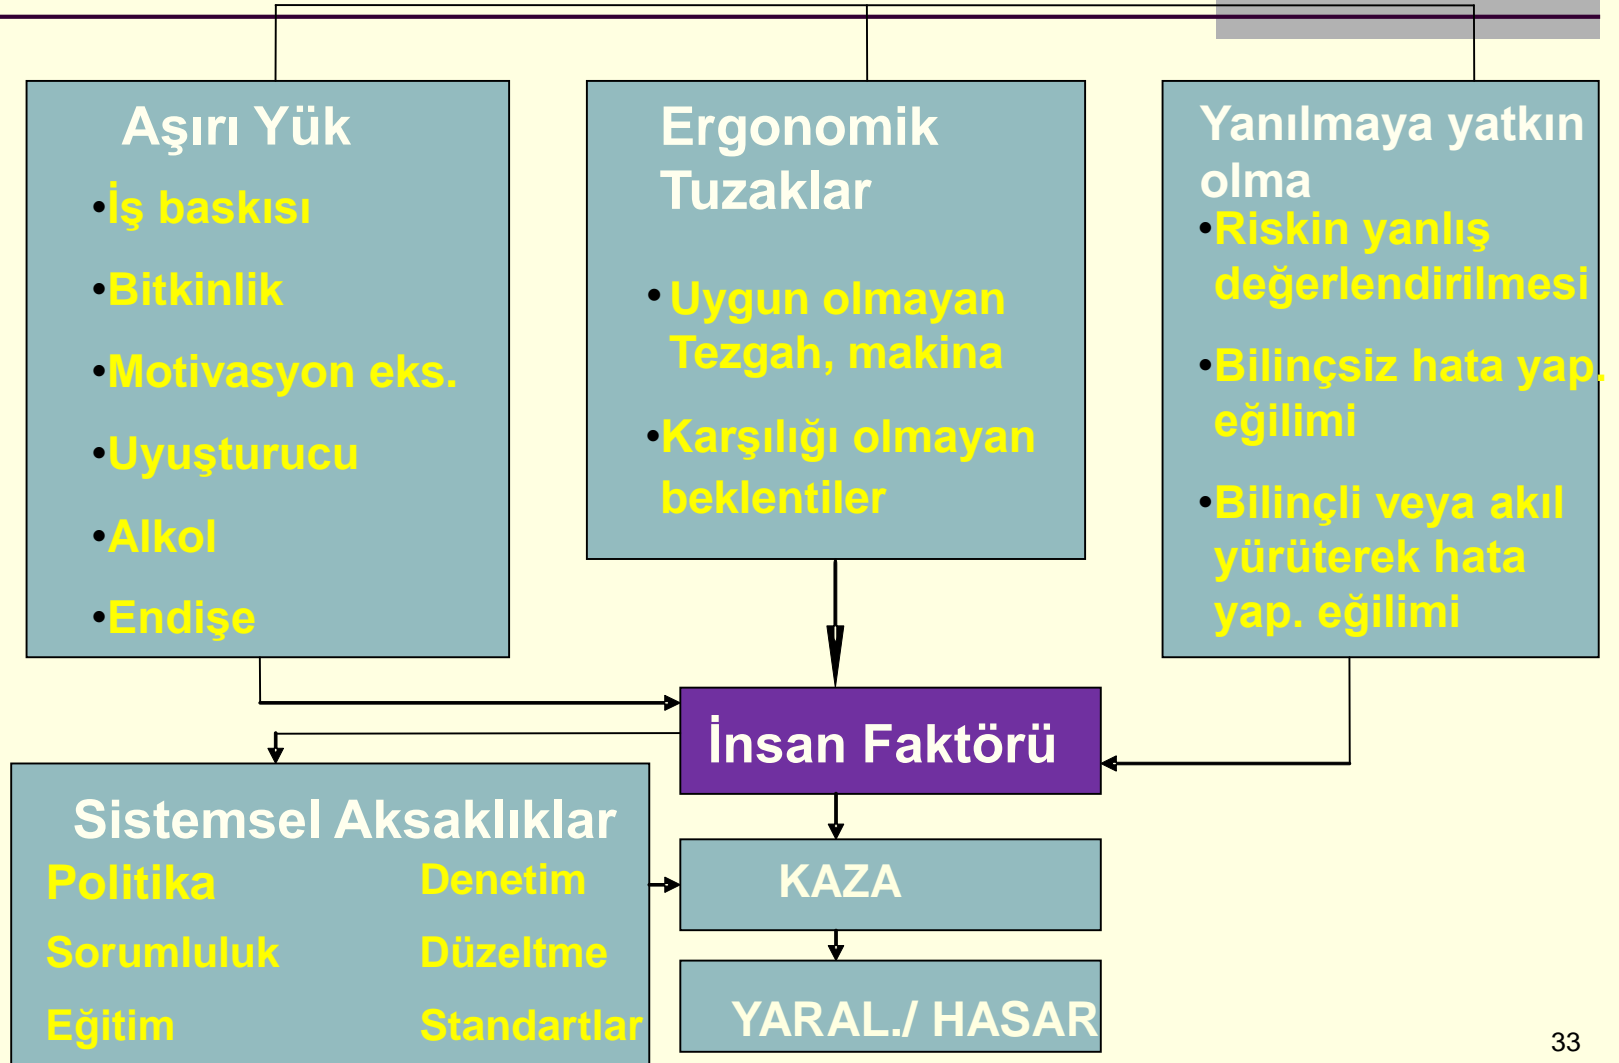 Aşırı Yük
•İş baskısı
•Bitkinlik
•Motivasyon eks.
•Uyuşturucu
•Alkol
•Endişe
Ergonomik
Tuzaklar
• Uygun olmayan
Tezgah, makina
•Karşılığı olmayan
beklentiler
Yanılmaya yatkın
olma
•Riskin yanlış
değerlendirilmesi
•Bilinçsiz hata yap.
eğilimi
•Bilinçli veya akıl
yürüterek hata
yap. eğilimi
İnsan Faktörü
Sistemsel Aksaklıklar
Politika
Sorumluluk
Eğitim
Denetim
Düzeltme
Standartlar
KAZA
YARAL./ HASAR
33